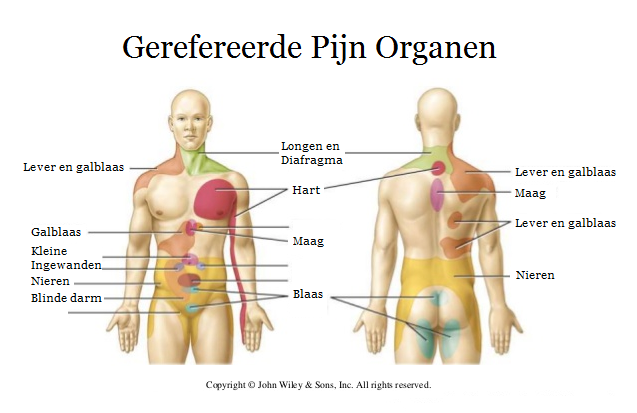 Gerefereerde Pijn Organen
Longen en
Diafragma
Lever en galblaas
Hart
Galblaas
Maag
Kleine
Ingewanden
Nieren
Blinde darm
Blaas
Lever en galblaas
Maag
Lever en galblaas
Nieren
Copyright © John Wiley & Sons, Inc. All rights reserved.